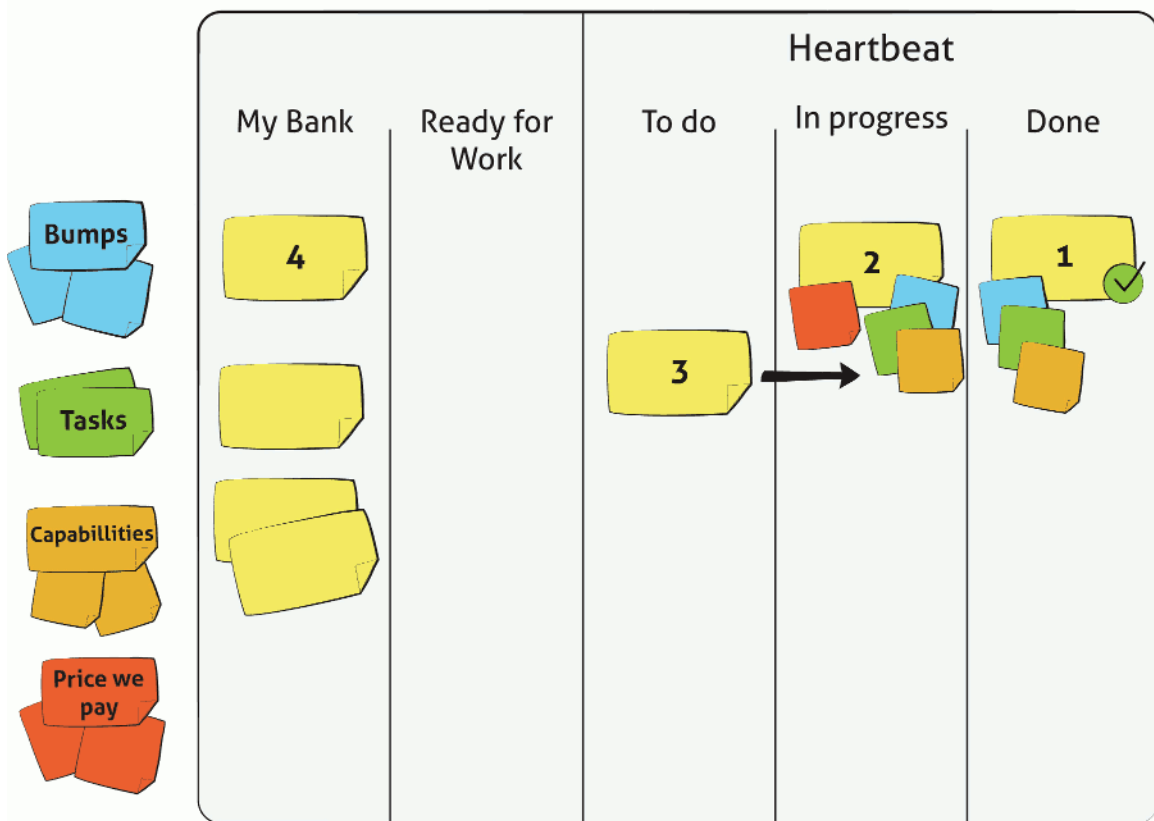 Heartbeat
My Bank
Ready for
Work
To do
In progress
Done
Bumps
4
2
1
3
Tasks
Capabillities
Price we
pay